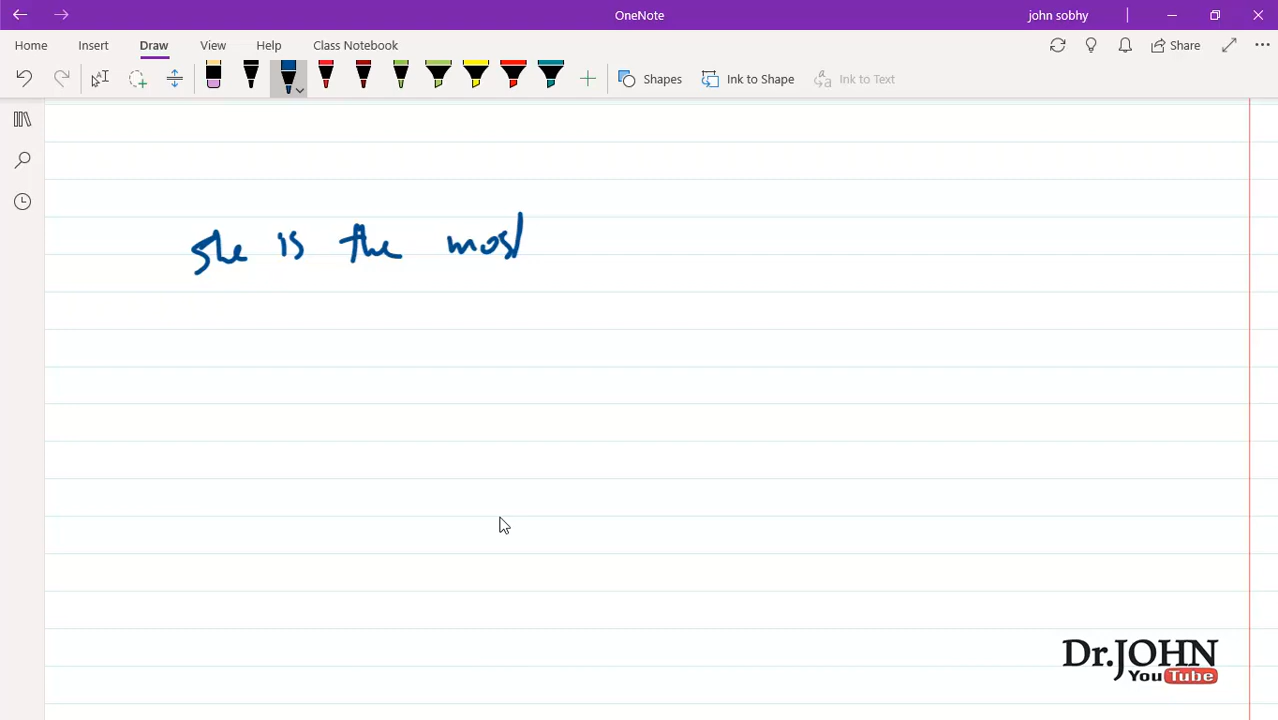 OneNote
john sobhy
Home Insert Draw View Help Class Notebook Share
Shapes Ink to Shape Ink to Text
she is the most
Dr.JOHN
YouTube